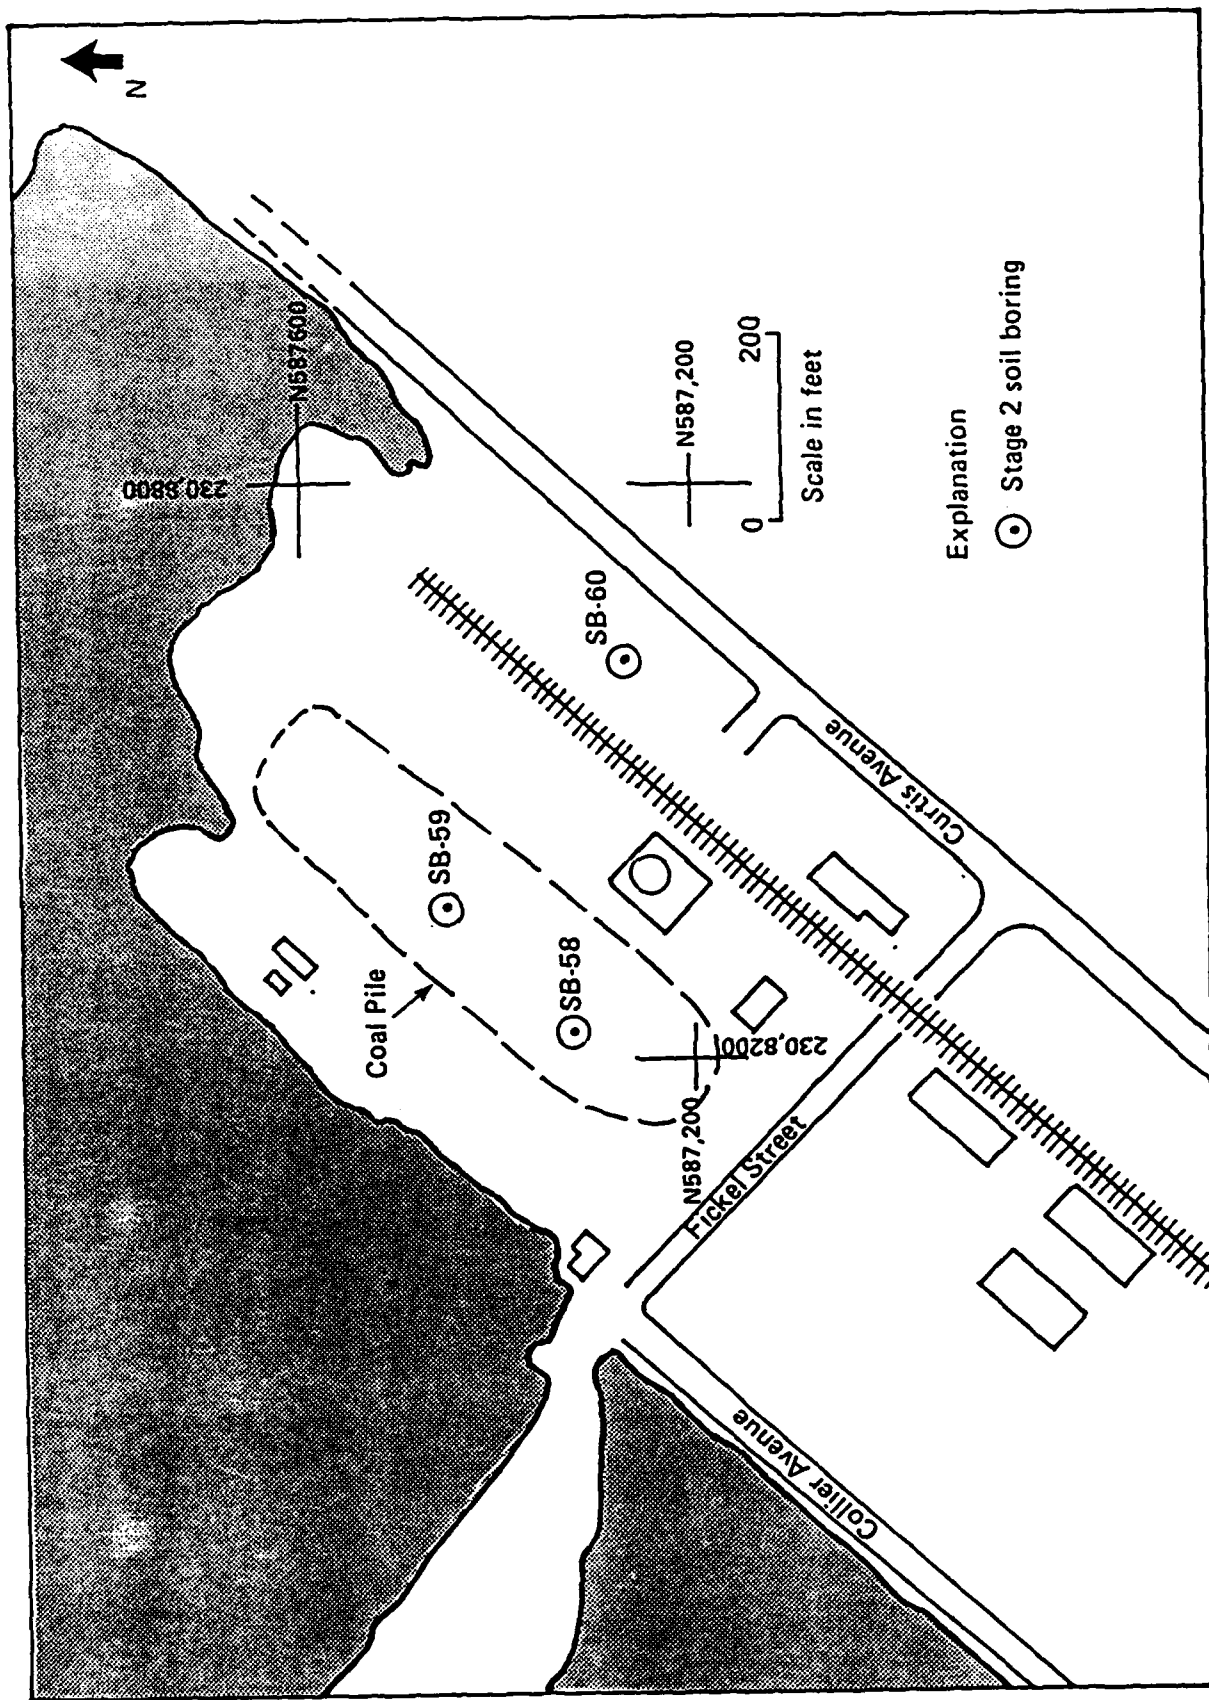 N
N587600
230,8800
N587,200
0 200
Scale in feet
Explanation
Stage 2 soil boring
SB-60
SB-59
SB-58
Coal Pile
Curtis Avenue
230,8200
N587,200
Fickel Street
Collier Avenue